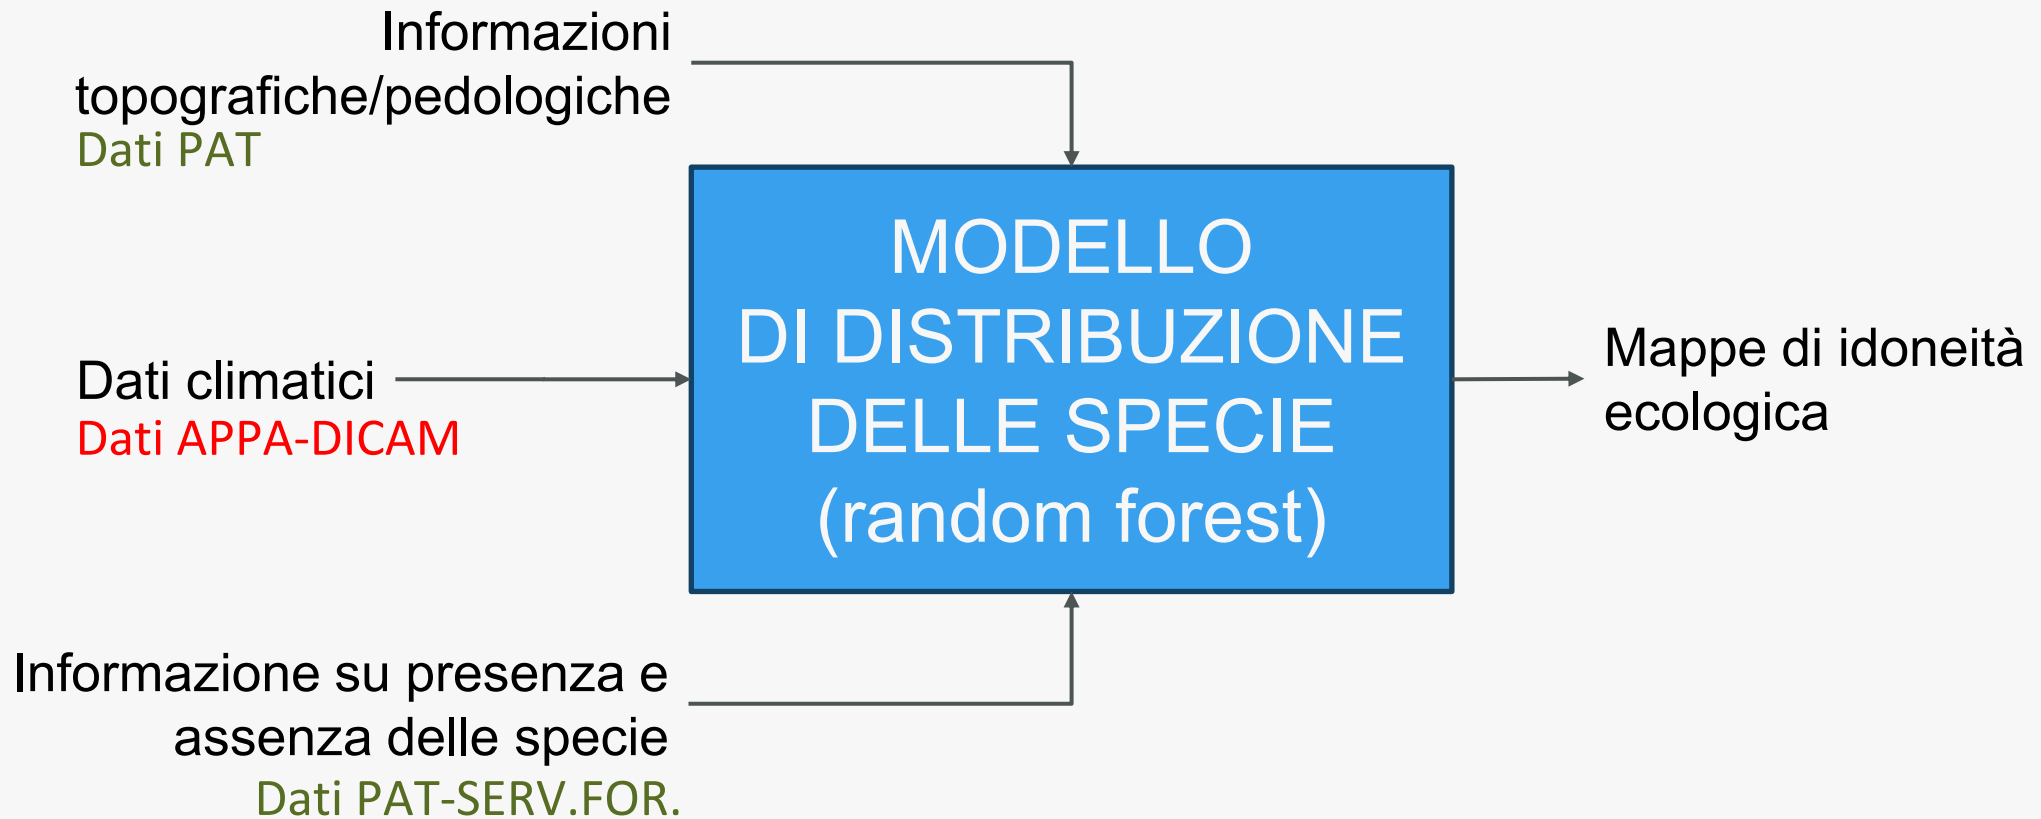 Informazioni
topografiche/pedologiche
Dati PAT
MODELLO
DI DISTRIBUZIONE
DELLE SPECIE
(random forest)
Dati climatici
Dati APPA-DICAM
Mappe di idoneità
ecologica
Informazione su presenza e
assenza delle specie
Dati PAT-SERV.FOR.